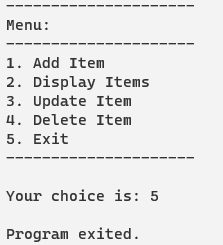 ---------------------
Menu:
---------------------
1. Add Item
2. Display Items
3. Update Item
4. Delete Item
5. Exit
---------------------
Your choice is: 5
Program exited.